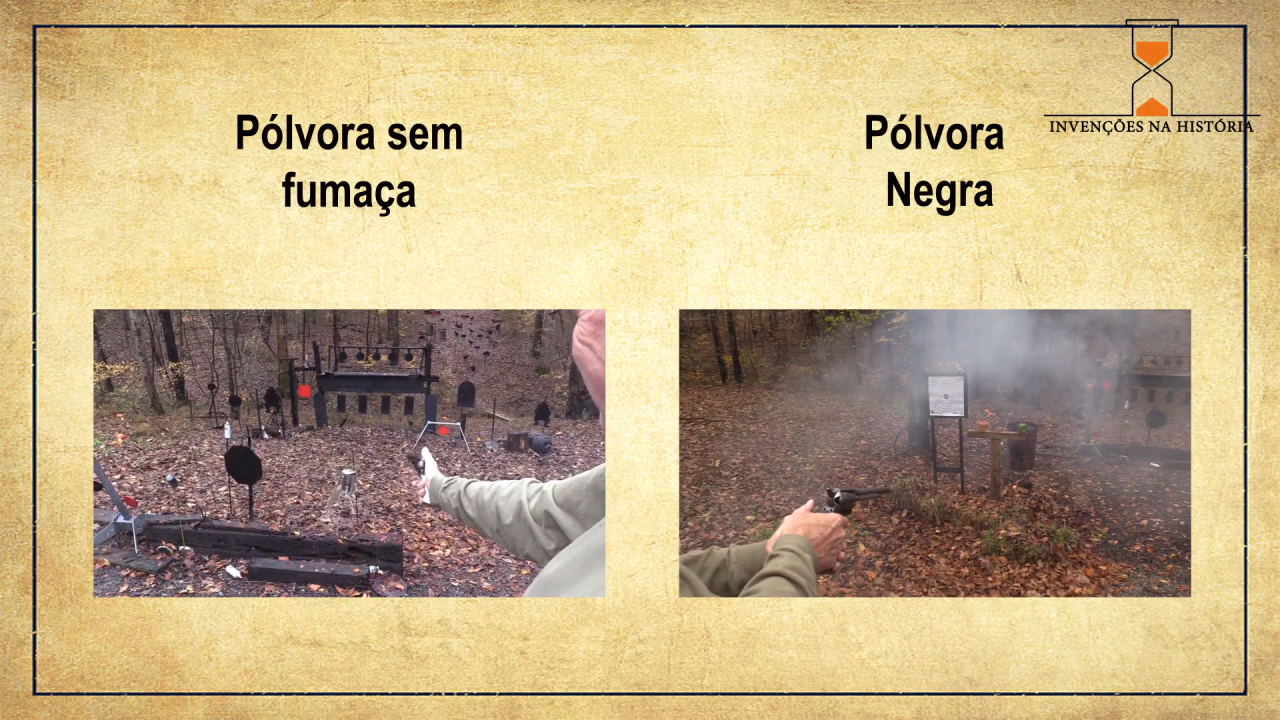 Pólvora sem
fumaça
Pólvora
Negra
INVENÇÕES NA HISTÓRIA